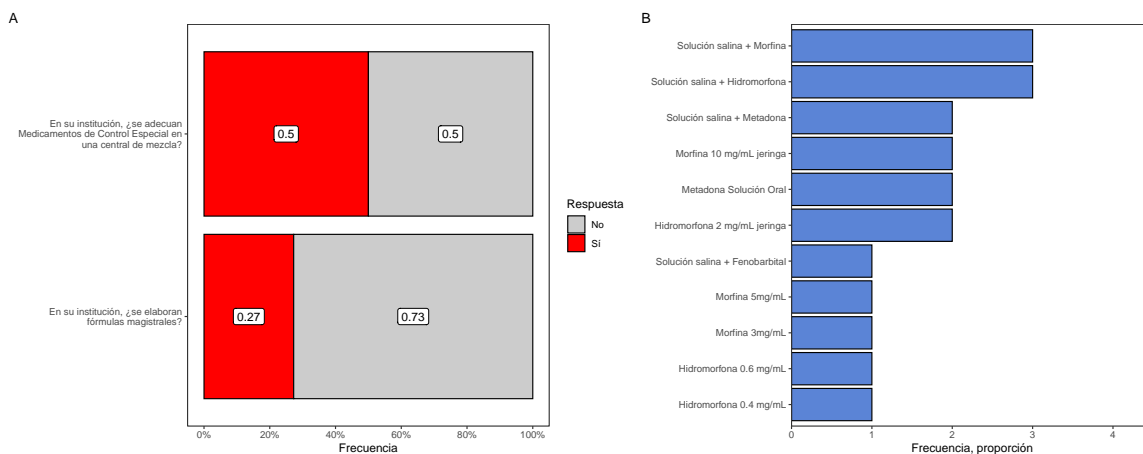 A
En su institución, ¿se adecuan
Medicamentos de Control Especial en
una central de mezcla?
0.5
0.5
En su institución, ¿se elaboran
fórmulas magistrales?
0.27
0.73
0%
20%
40%
60%
80%
100%
Frecuencia
Respuesta
No
Sí
B
Solución salina + Morfina
Solución salina + Hidromorfona
Solución salina + Metadona
Morfina 10 mg/mL jeringa
Metadona Solución Oral
Hidromorfona 2 mg/mL jeringa
Solución salina + Fenobarbital
Morfina 5mg/mL
Morfina 3mg/mL
Hidromorfona 0.6 mg/mL
Hidromorfona 0.4 mg/mL
0
1
2
3
4
Frecuencia, proporción